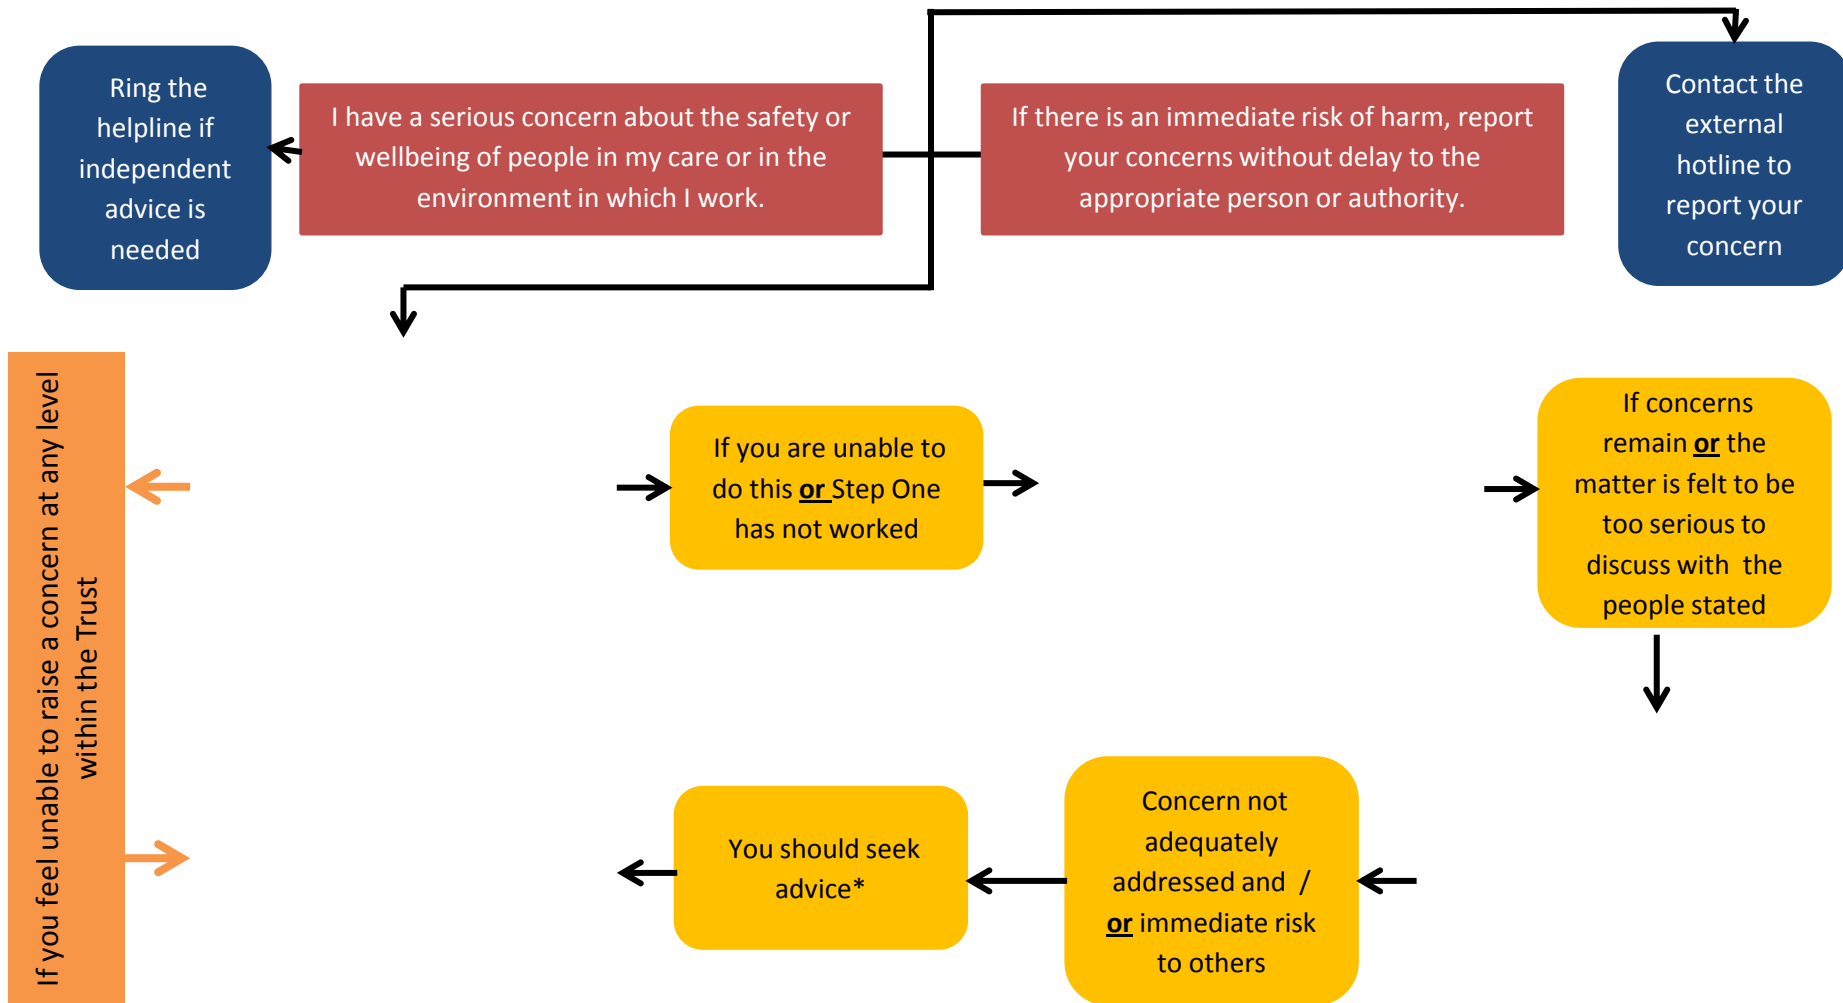 Ring the
helpline if
independent
advice is
needed
I have a serious concern about the safety or
wellbeing of people in my care or in the
environment in which I work.
If there is an immediate risk of harm, report
your concerns without delay to the
appropriate person or authority.
Contact the
external
hotline to
report your
concern
If you feel unable to raise a concern at any level
within the Trust
If you are unable to
do this or Step One
has not worked
If concerns
remain or the
matter is felt to be
too serious to
discuss with the
people stated
You should seek
advice*
Concern not
adequately
addressed and /
or immediate risk
to others